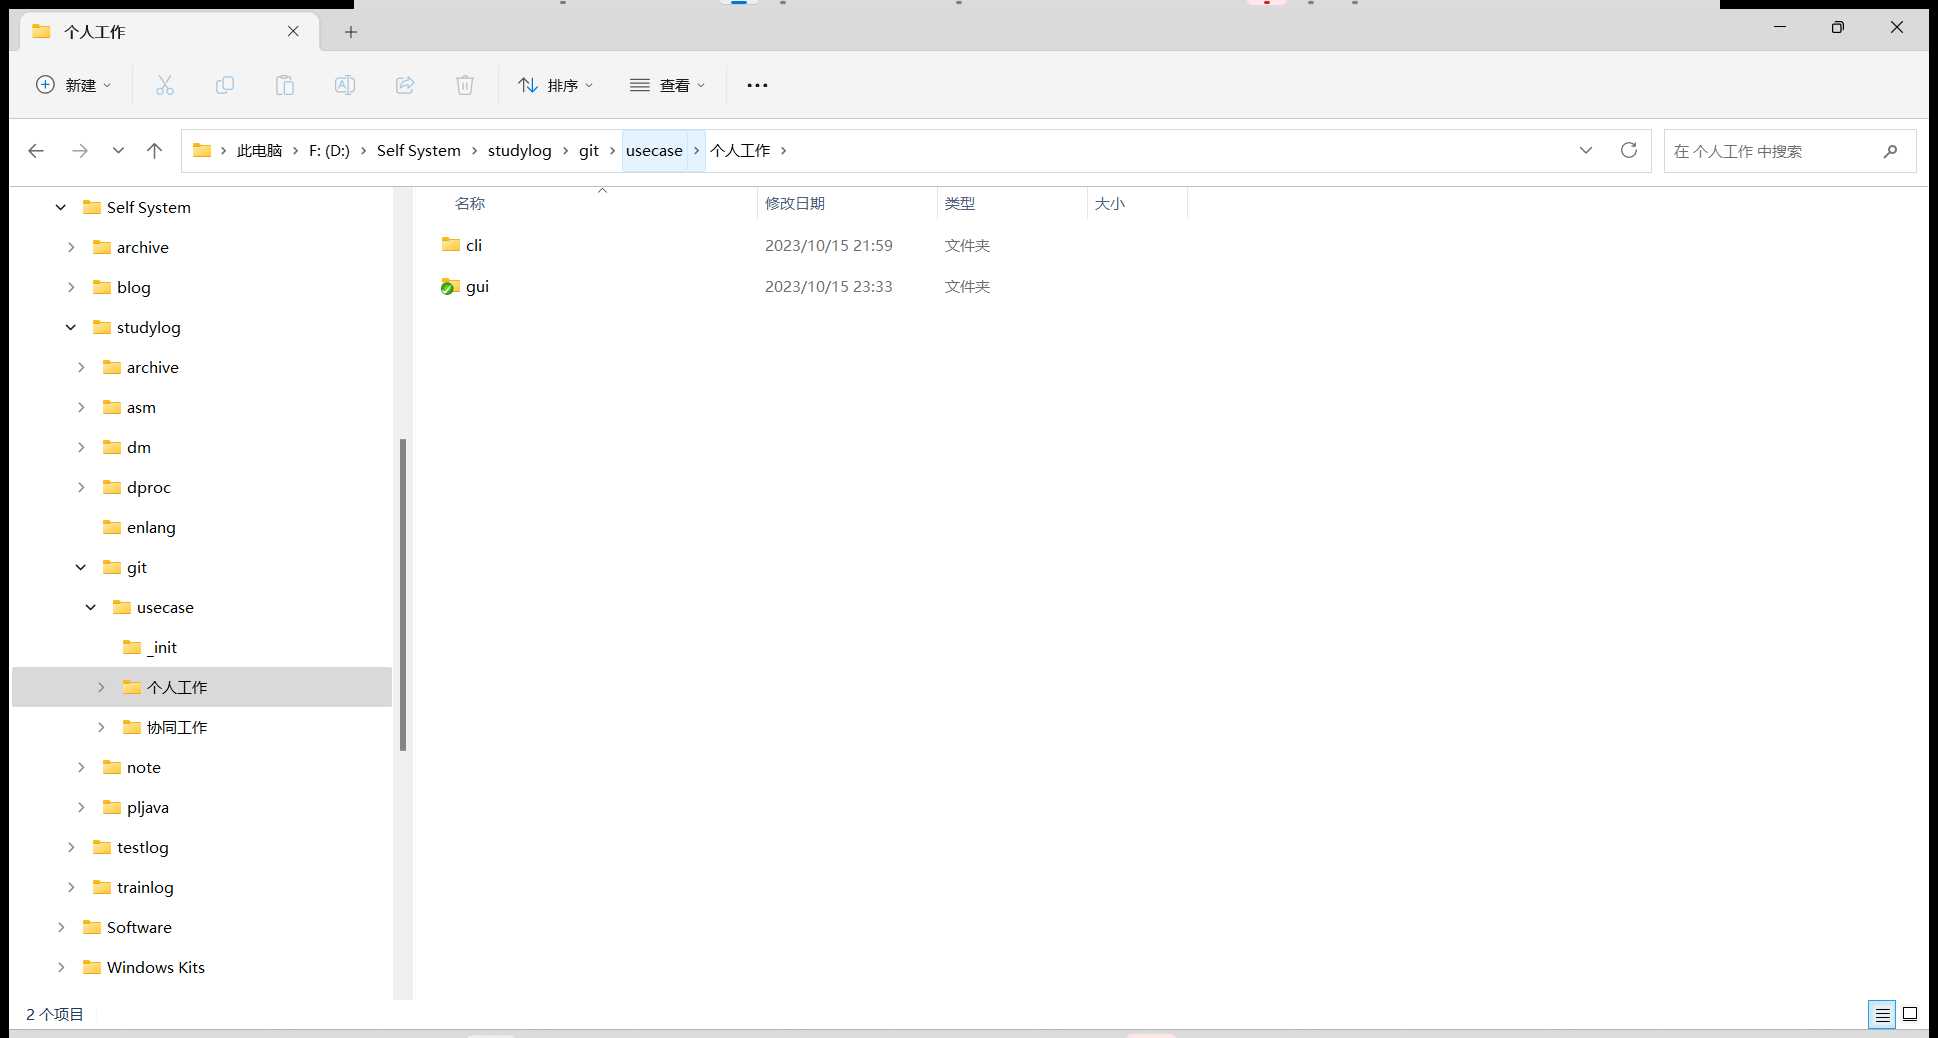 个人工作
新建
排序
查看
此电脑 F: (D:) Self System studylog git usecase 个人工作
在 个人工作 中搜索
Self System
archive
blog
studylog
archive
asm
dm
dproc
enlang
git
usecase
_init
个人工作
协同工作
note
pljava
testlog
trainlog
Software
Windows Kits
名称 修改日期 类型 大小
cli 2023/10/15 21:59 文件夹
gui 2023/10/15 23:33 文件夹
2 个项目